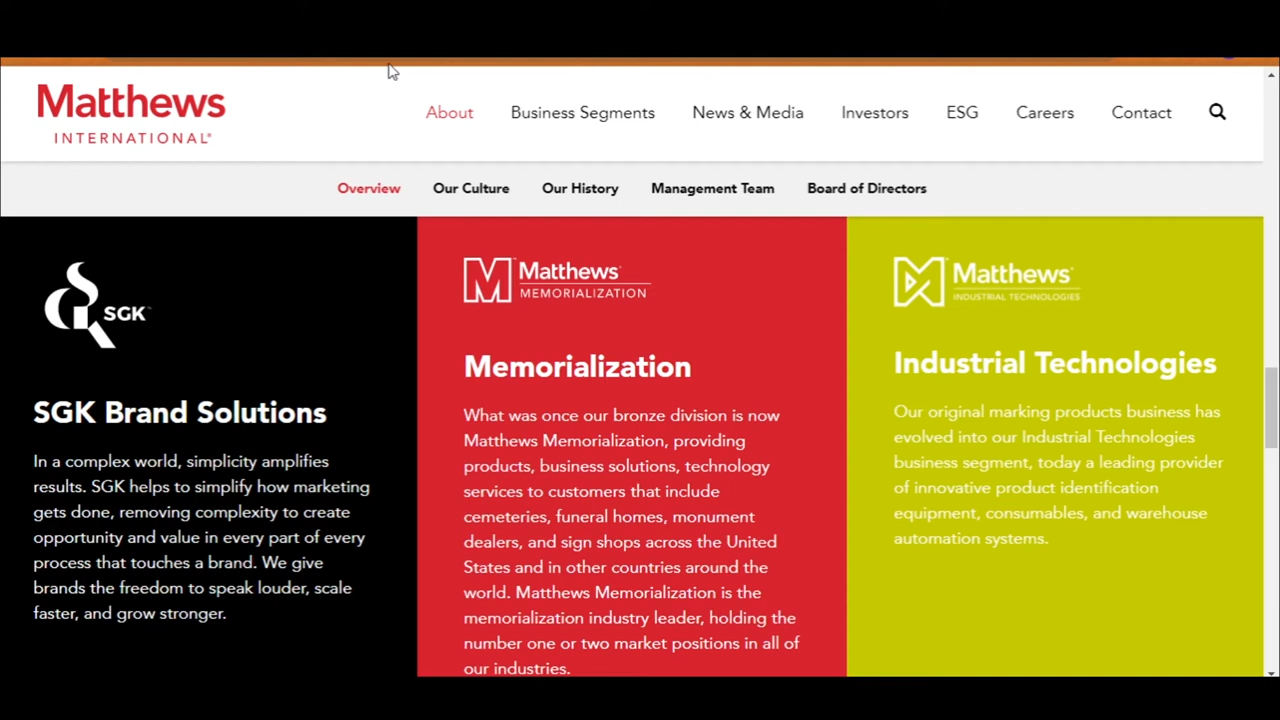 Matthews
INTERNATIONAL®
About Business Segments News & Media Investors ESG Careers Contact
Overview Our Culture Our History Management Team Board of Directors
SGK™
SGK Brand Solutions
In a complex world, simplicity amplifies
results. SGK helps to simplify how marketing
gets done, removing complexity to create
opportunity and value in every part of every
process that touches a brand. We give
brands the freedom to speak louder, scale
faster, and grow stronger.
Matthews®
MEMORIALIZATION
Memorialization
What was once our bronze division is now
Matthews Memorialization, providing
products, business solutions, technology
services to customers that include
cemeteries, funeral homes, monument
dealers, and sign shops across the United
States and in other countries around the
world. Matthews Memorialization is the
memorialization industry leader, holding the
number one or two market positions in all of
our industries.
Matthews®
INDUSTRIAL TECHNOLOGIES
Industrial Technologies
Our original marking products business has
evolved into our Industrial Technologies
business segment, today a leading provider
of innovative product identification
equipment, consumables, and warehouse
automation systems.